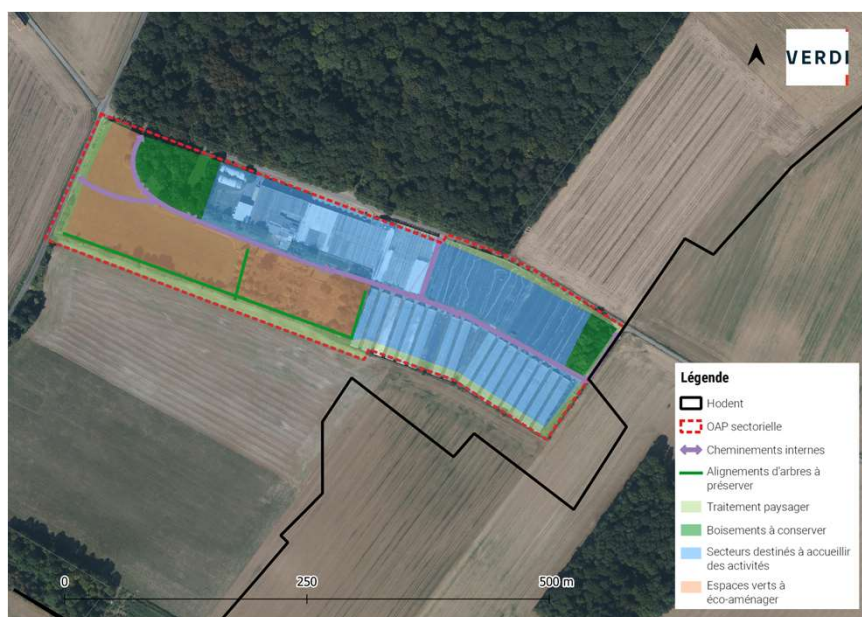 VERDI
Légende
Hodent
OAP sectorielle
Cheminements internes
Alignements d'arbres à
préserver
Traitement paysager
Boisements à conserver
Secteurs destinés à accueillir
des activités
Espaces verts à
éco-aménager
0 250 500 m